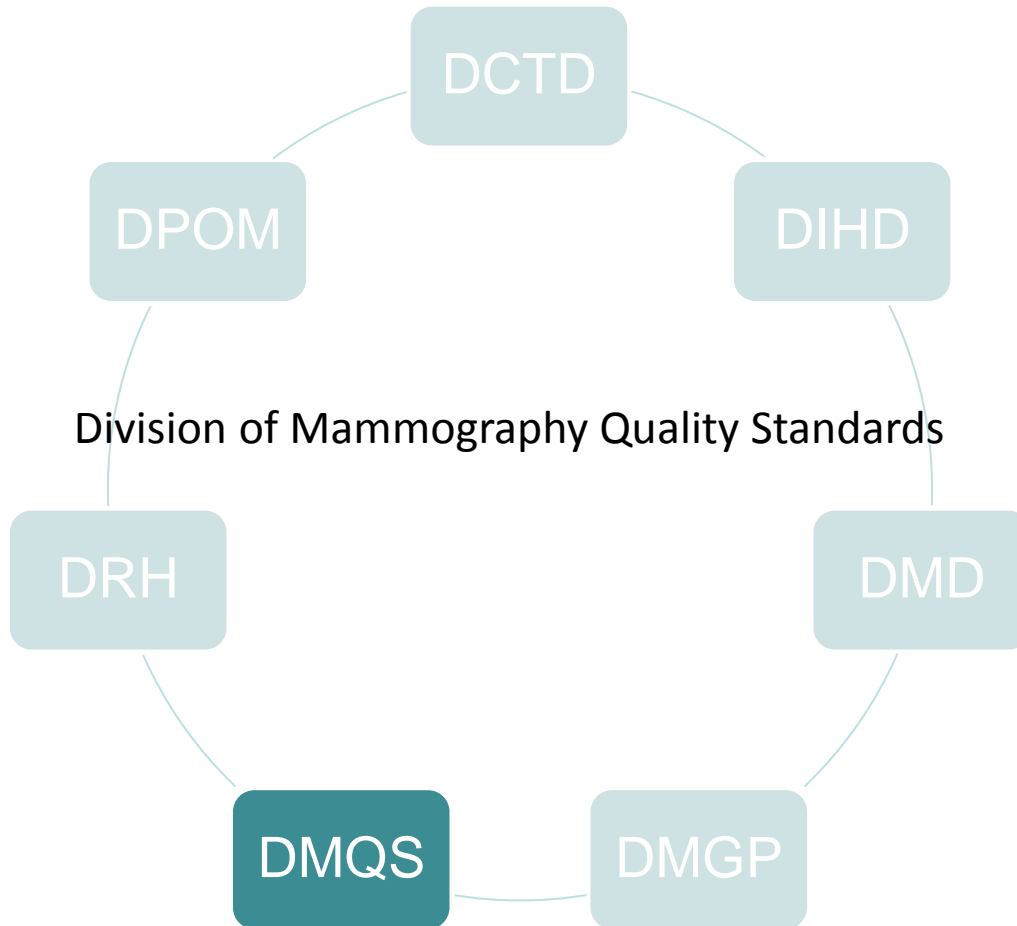 DCTD
DPOM
DIHD
Division of Mammography Quality Standards
DRH
DMD
DMQS
DMGP